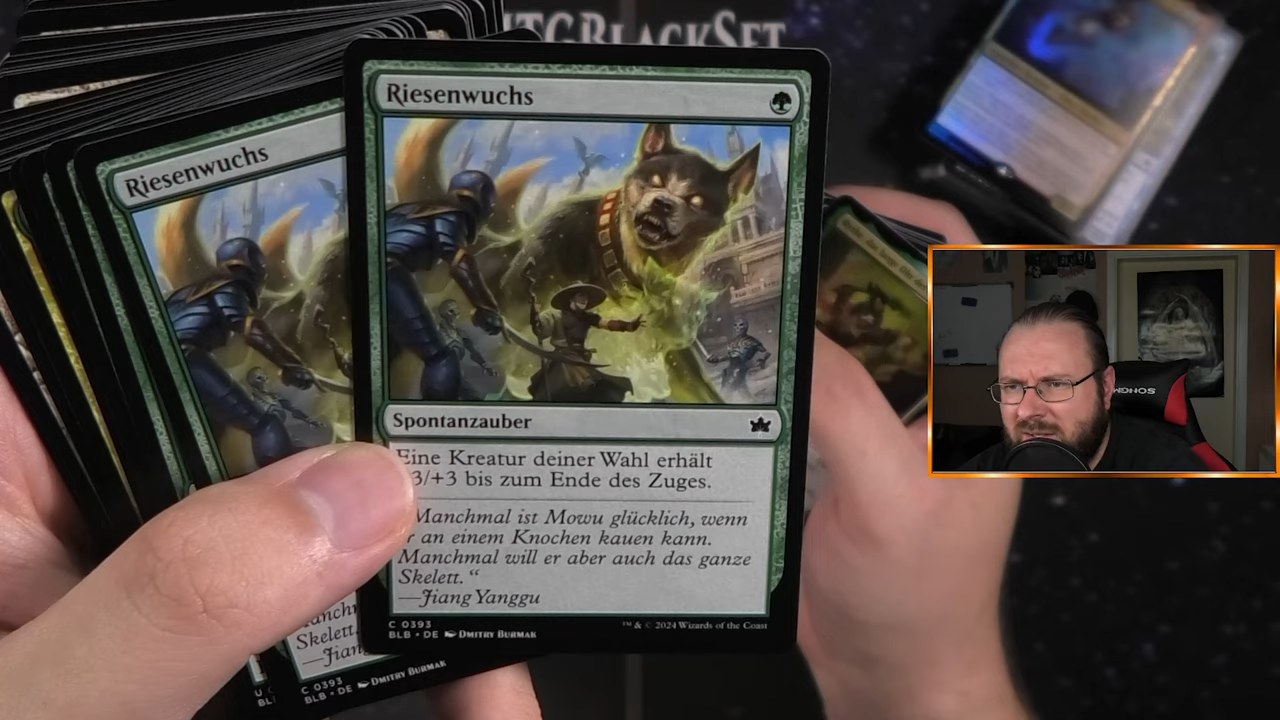 MTGBLACKSET
Riesenwuchs
Riesenwuchs
Spontanzauber
Eine Kreatur deiner Wahl erhält
3/+3 bis zum Ende des Zuges.
Manchmal ist Mowu glücklich, wenn
r an einem Knochen kauen kann.
Manchmal will er aber auch das ganze
Skelett.“
—Jiang Yanggu
C 0393
BLB • DE DMITRY BURMAK
™ & © 2024 Wizards of the Coast
Skelett.
—Jian
C 0393
BLB • DE DMITRY BURMAK